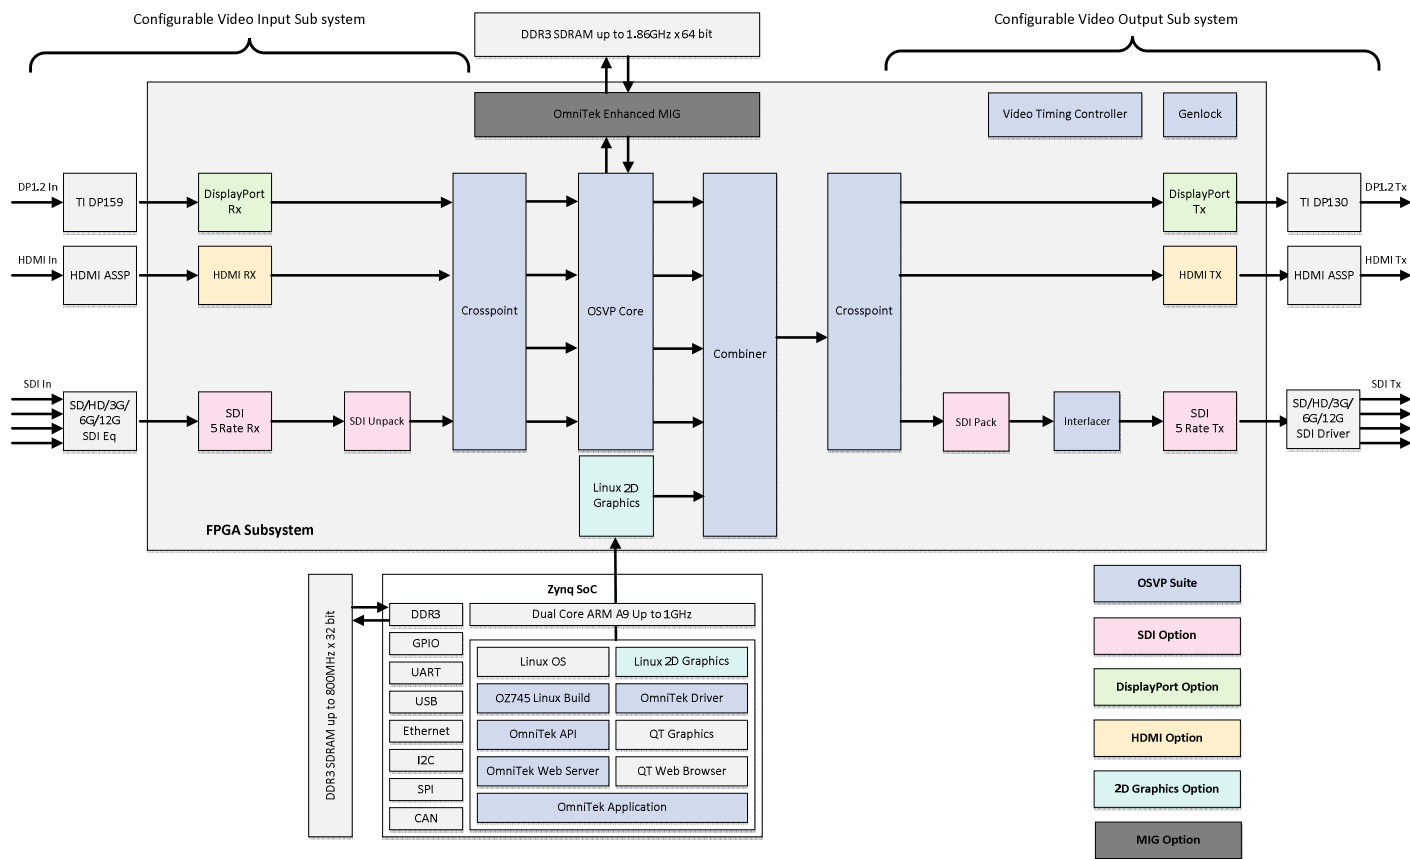 Configurable Video Input Sub system
DDR3 SDRAM up to 1.86GHz x 64 bit
Configurable Video Output Sub system
OmniTek Enhanced MIG
Video Timing Controller
Genlock
DP1.2 In
TI DP159
DisplayPort
Rx
HDMI In
HDMI ASSP
HDMI RX
SDI In
SD/HD/3G/
6G/12G
SDI Eq
SDI
5 Rate Rx
SDI Unpack
Crosspoint
OSVP Core
Linux 2D
Graphics
Combiner
Crosspoint
DisplayPort
Tx
TI DP130
DP1.2 Tx
HDMI TX
HDMI ASSP
HDMI Tx
SDI Pack
Interlacer
SDI
5 Rate Tx
SD/HD/3G/
6G/12G
SDI Driver
SDI Tx
FPGA Subsystem
DDR3 SDRAM up to 800MHz x 32 bit
Zynq SoC
DDR3
GPIO
UART
USB
Ethernet
I2C
SPI
CAN
Dual Core ARM A9 Up to 1GHz
Linux OS
Linux 2D Graphics
OZ745 Linux Build
OmniTek Driver
OmniTek API
QT Graphics
OmniTek Web Server
QT Web Browser
OmniTek Application
OSVP Suite
SDI Option
DisplayPort Option
HDMI Option
2D Graphics Option
MIG Option